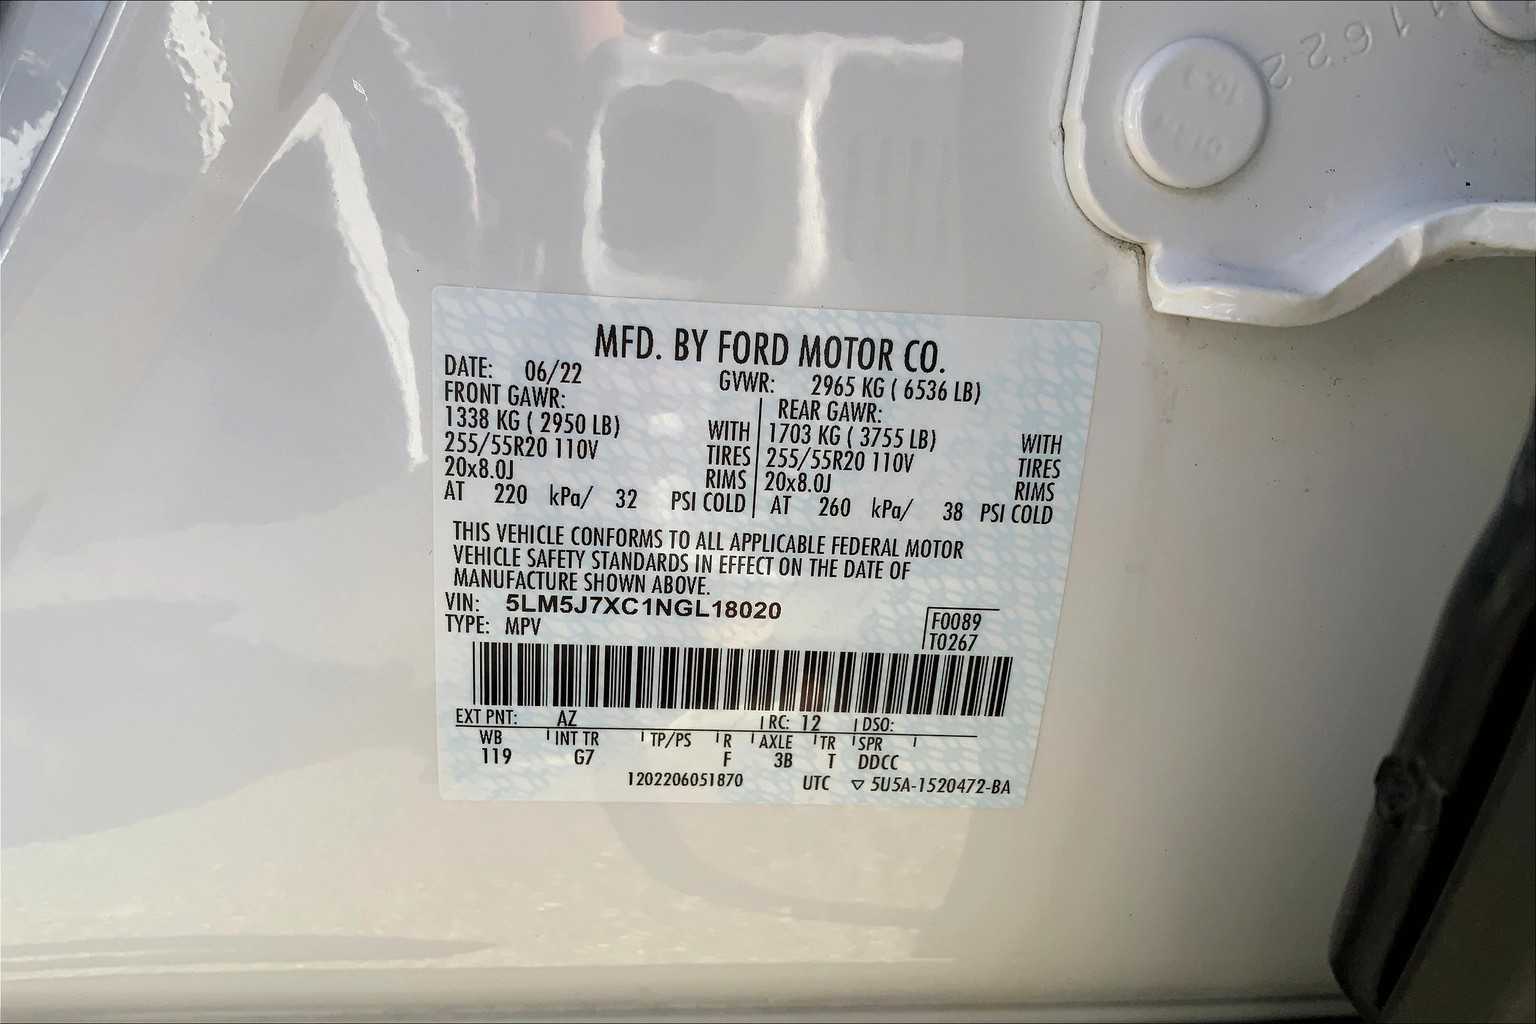 MFD. BY FORD MOTOR CO.
DATE: 06/22 GVWR: 2965 KG ( 6536 LB)
FRONT GAWR: REAR GAWR:
1338 KG ( 2950 LB) WITH 1703 KG ( 3755 LB) WITH
255/55R20 110V TIRES 255/55R20 110V TIRES
20x8.0J RIMS 20x8.0J RIMS
AT 220 kPa/ 32 PSI COLD AT 260 kPa/ 38 PSI COLD
THIS VEHICLE CONFORMS TO ALL APPLICABLE FEDERAL MOTOR
VEHICLE SAFETY STANDARDS IN EFFECT ON THE DATE OF
MANUFACTURE SHOWN ABOVE.
VIN: 5LM5J7XC1NGL18020 F0089
TYPE: MPV T0267
EXT PNT: AZ RC: 12 DSO:
WB INT TR TP/PS R AXLE TR SPR
119 G7 F 3B T DDCC
1202206051870 UTC ▽ 5U5A-1520472-BA